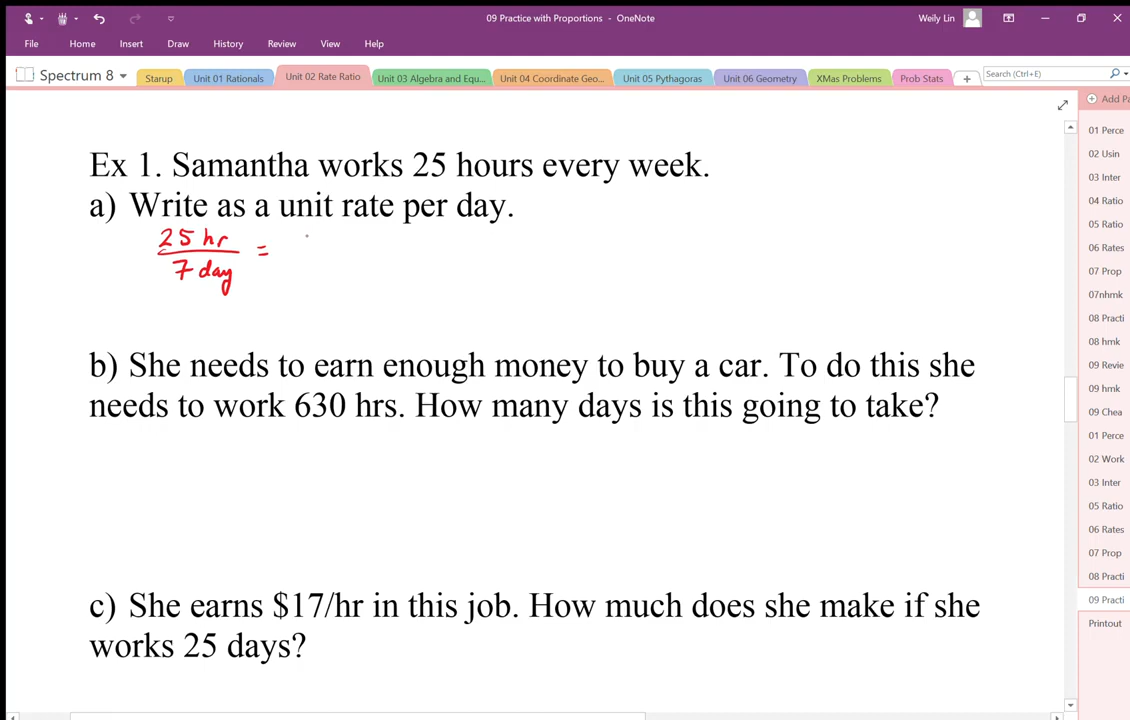 09 Practice with Proportions - OneNote
Weily Lin
File Home Insert Draw History Review View Help
Spectrum 8
Starup Unit 01 Rationals Unit 02 Rate Ratio Unit 03 Algebra and Equ... Unit 04 Coordinate Geo... Unit 05 Pythagoras Unit 06 Geometry XMas Problems Prob Stats
Search (Ctrl+E)
Add Pa
Ex 1. Samantha works 25 hours every week.
a) Write as a unit rate per day.
25 hr
=
7 day
b) She needs to earn enough money to buy a car. To do this she
needs to work 630 hrs. How many days is this going to take?
c) She earns $17/hr in this job. How much does she make if she
works 25 days?
01 Perce
02 Usin
03 Inter
04 Ratio
05 Ratio
06 Rates
07 Prop
07nhmk
08 Practi
08 hmk
09 Revie
09 hmk
09 Chea
01 Perce
02 Work
03 Inter
05 Ratio
06 Rates
07 Prop
08 Practi
09 Practi
Printout